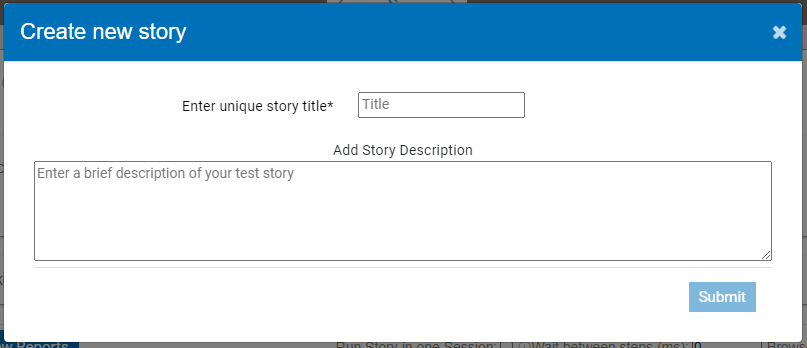 Create new story
✖
Enter unique story title* Title
Add Story Description
Enter a brief description of your test story
Submit
Reports Run Story in one Session: Wait between steps (ms): 0 Brows